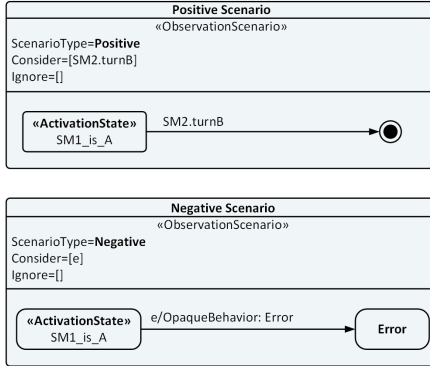 Positive Scenario
«ObservationScenario»
ScenarioType=Positive
Consider=[SM2.turnB]
Ignore=[]
«ActivationState»
SM1_is_A
SM2.turnB
Negative Scenario
«ObservationScenario»
ScenarioType=Negative
Consider=[e]
Ignore=[]
«ActivationState»
SM1_is_A
e/OpaqueBehavior: Error
Error